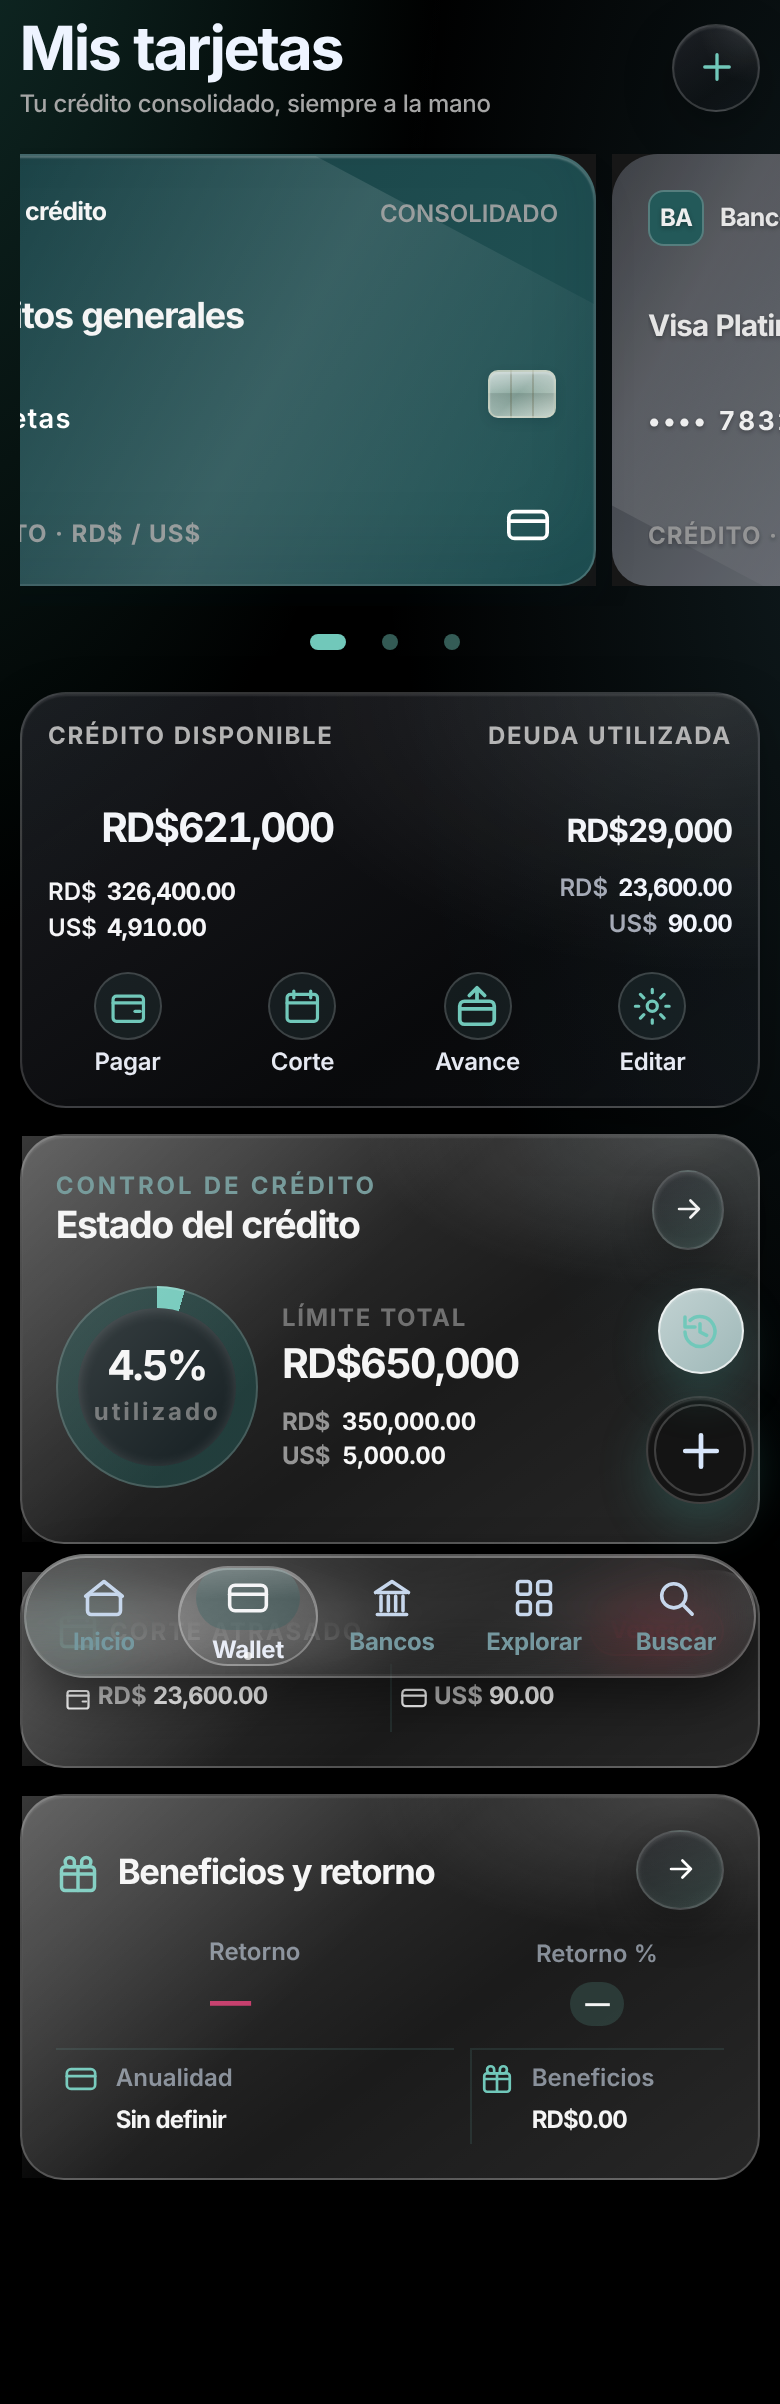 Mis tarjetas
Tu crédito consolidado, siempre a la mano
crédito
CONSOLIDADO
itos generales
etas
TO · RD$ / US$
BA
Banc
Visa Platin
•••• 783
CRÉDITO ·
CRÉDITO DISPONIBLE
DEUDA UTILIZADA
RD$621,000
RD$29,000
RD$ 326,400.00
US$ 4,910.00
RD$ 23,600.00
US$ 90.00
Pagar
Corte
Avance
Editar
CONTROL DE CRÉDITO
Estado del crédito
4.5%
utilizado
LÍMITE TOTAL
RD$650,000
RD$ 350,000.00
US$ 5,000.00
CORTE ATRASADO
Inicio
Wallet
Bancos
Explorar
Buscar
RD$ 23,600.00
US$ 90.00
Beneficios y retorno
Retorno
—
Retorno %
—
Anualidad
Sin definir
Beneficios
RD$0.00